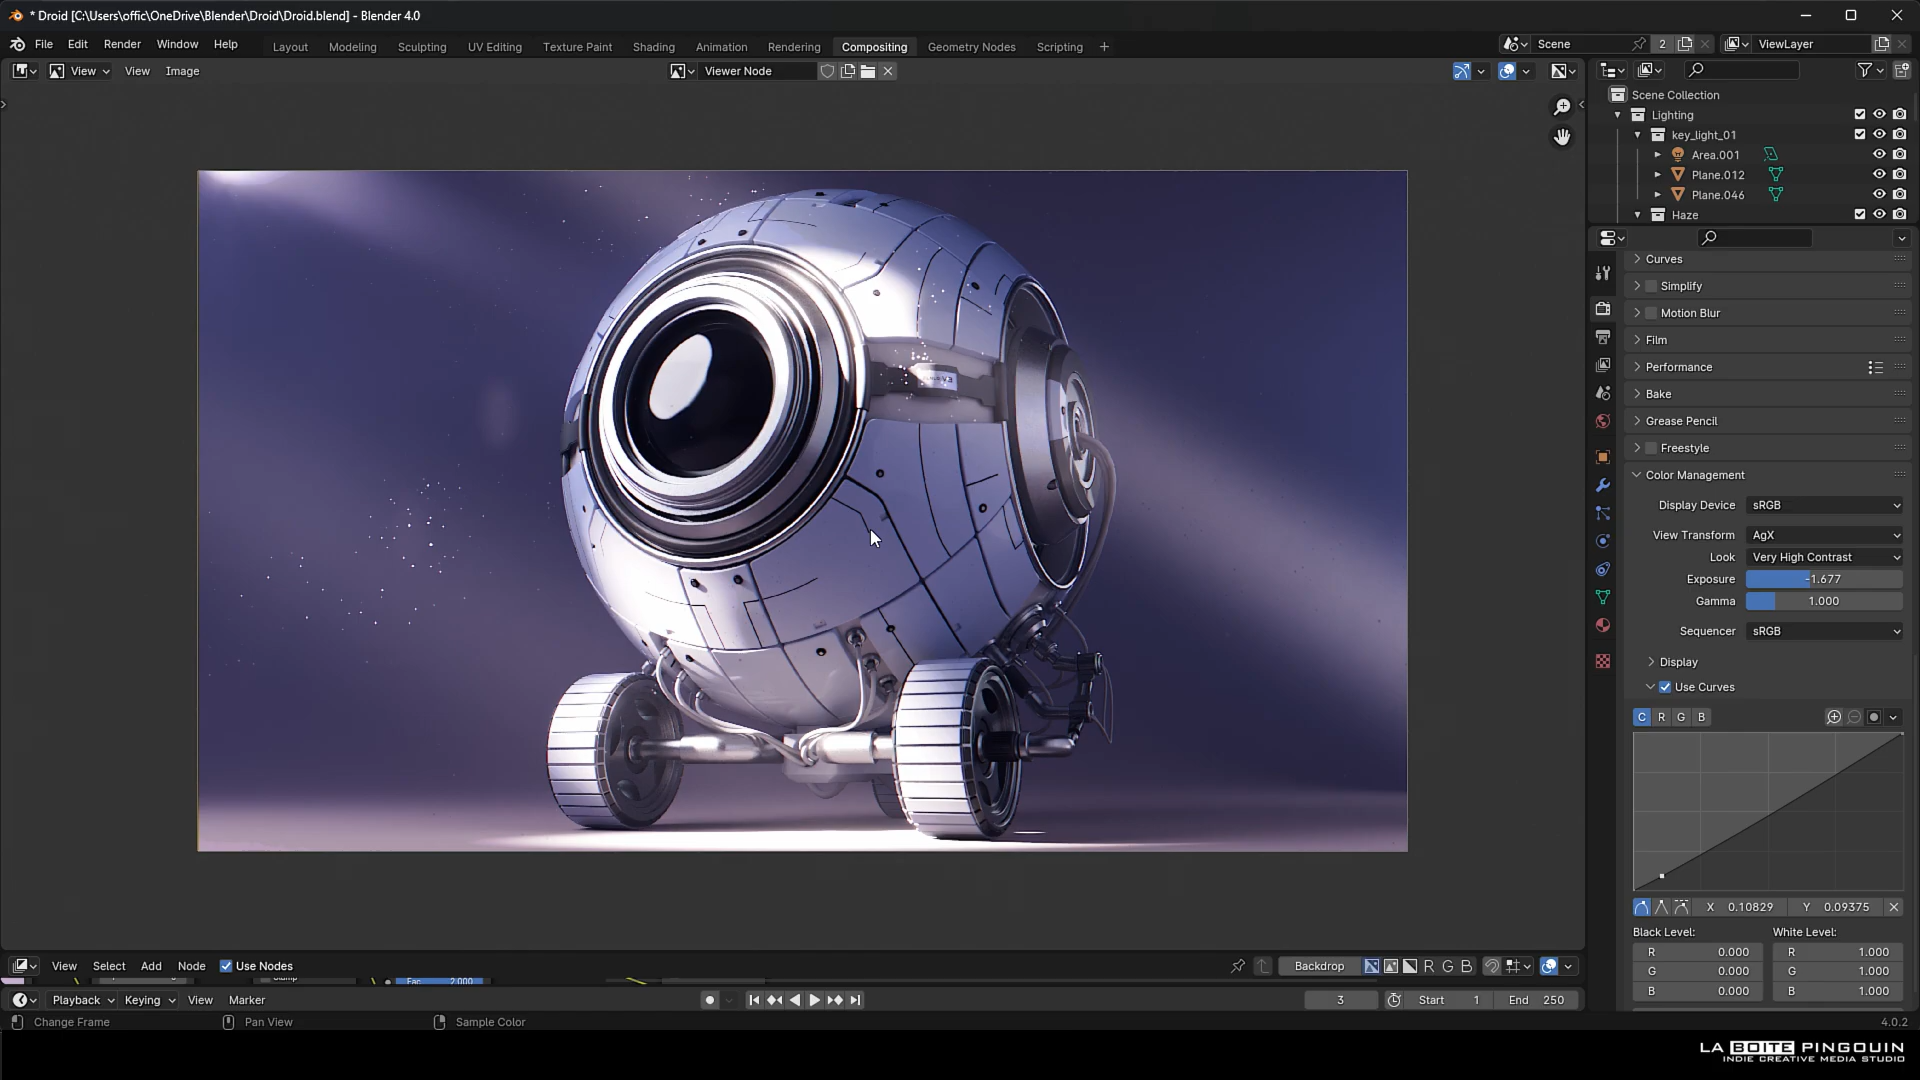 * Droid [C:\Users\offic\OneDrive\Blender\Droid\Droid.blend] - Blender 4.0
File Edit Render Window Help
Layout Modeling Sculpting UV Editing Texture Paint Shading Animation Rendering Compositing Geometry Nodes Scripting +
Scene 2 ViewLayer
View View Image Viewer Node
Scene Collection
Lighting
key_light_01
Area.001
Plane.012
Plane.046
Haze
Curves
Simplify
Motion Blur
Film
Performance
Bake
Grease Pencil
Freestyle
Color Management
Display Device sRGB
View Transform AgX
Look Very High Contrast
Exposure -1.677
Gamma 1.000
Sequencer sRGB
Display
Use Curves
C R G B
X 0.10829 Y 0.09375
Black Level: White Level:
R 0.000 R 1.000
G 0.000 G 1.000
B 0.000 B 1.000
View Select Add Node Use Nodes Backdrop R G B
Fac 2.000
Playback Keying View Marker 3 Start 1 End 250
Change Frame Pan View Sample Color 4.0.2
LA BOITE PINGOUIN
INDIE CREATIVE MEDIA STUDIO